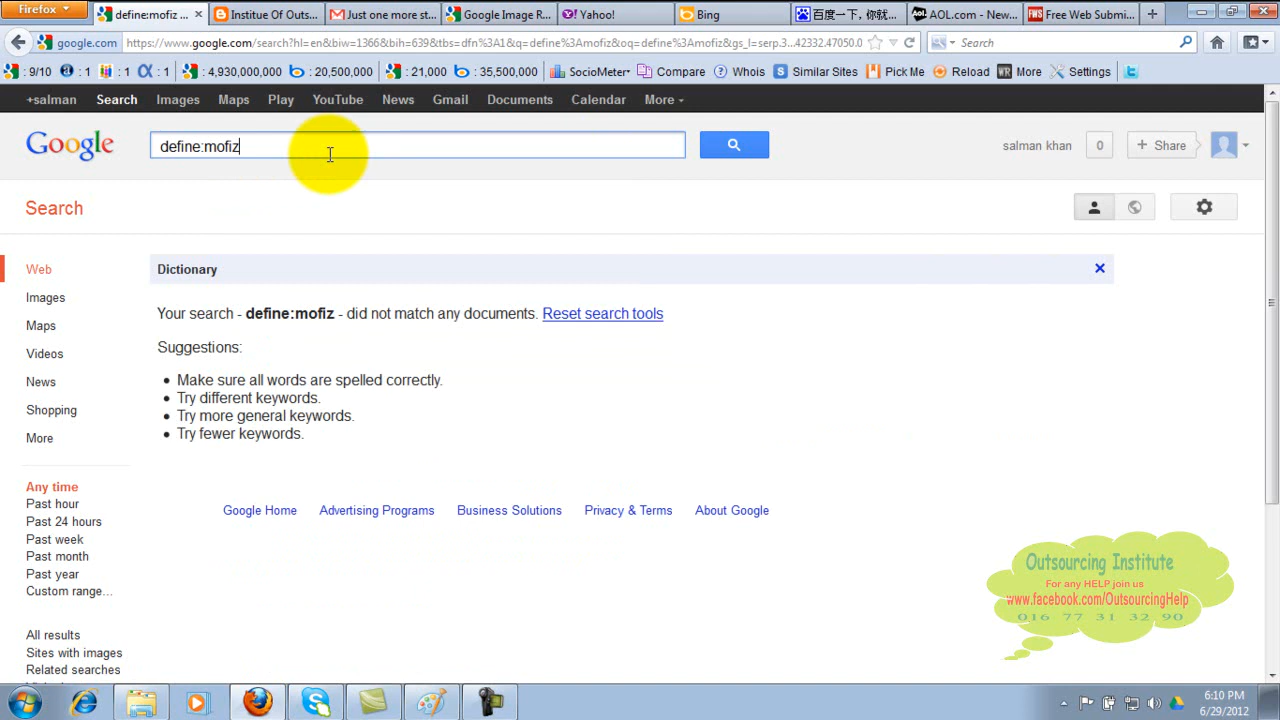 Firefox
define:mofiz ...
Institue Of Outs...
Just one more st...
Google Image R...
Yahoo!
Bing
百度一下，你就...
AOL.com - New...
FWS
Free Web Submi...
google.com
https://www.google.com/search?hl=en&biw=1366&bih=639&tbs=dfn%3A1&q=define%3Amofiz&oq=define%3Amofiz&gs_l=serp.3...42332.47050.0
Search
: 9/10
: 1
: 1
: 1
: 4,930,000,000
: 20,500,000
: 21,000
: 35,500,000
SocioMeter
Compare
Whois
Similar Sites
Pick Me
Reload
WR
More
Settings
+salman
Search
Images
Maps
Play
YouTube
News
Gmail
Documents
Calendar
More
Google
define:mofiz
salman khan
0
+ Share
Search
Web
Images
Maps
Videos
News
Shopping
More
Any time
Past hour
Past 24 hours
Past week
Past month
Past year
Custom range...
All results
Sites with images
Related searches
Dictionary
Your search - define:mofiz - did not match any documents. Reset search tools
Suggestions:
Make sure all words are spelled correctly.
Try different keywords.
Try more general keywords.
Try fewer keywords.
Google Home
Advertising Programs
Business Solutions
Privacy & Terms
About Google
Outsourcing Institute
For any HELP join us
www.facebook.com/OutsourcingHelp
016 77 31 32 90
6:10 PM
6/29/2012